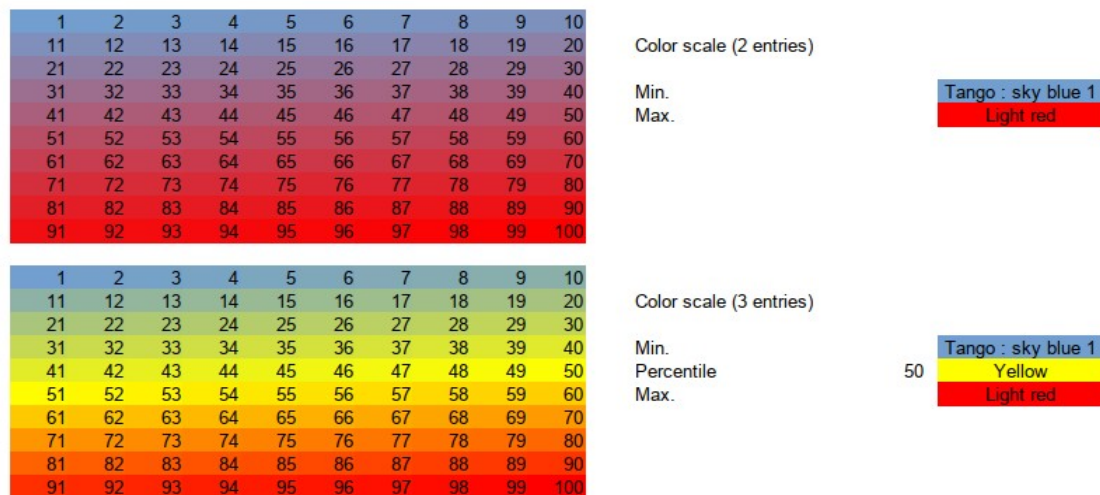 1 2 3 4 5 6 7 8 9 10
11 12 13 14 15 16 17 18 19 20
Color scale (2 entries)
21 22 23 24 25 26 27 28 29 30
31 32 33 34 35 36 37 38 39 40
Min. Tango : sky blue 1
41 42 43 44 45 46 47 48 49 50
Max. Light red
51 52 53 54 55 56 57 58 59 60
61 62 63 64 65 66 67 68 69 70
71 72 73 74 75 76 77 78 79 80
81 82 83 84 85 86 87 88 89 90
91 92 93 94 95 96 97 98 99 100
1 2 3 4 5 6 7 8 9 10
11 12 13 14 15 16 17 18 19 20
Color scale (3 entries)
21 22 23 24 25 26 27 28 29 30
31 32 33 34 35 36 37 38 39 40
Min. Tango : sky blue 1
41 42 43 44 45 46 47 48 49 50
Percentile 50 Yellow
51 52 53 54 55 56 57 58 59 60
Max. Light red
61 62 63 64 65 66 67 68 69 70
71 72 73 74 75 76 77 78 79 80
81 82 83 84 85 86 87 88 89 90
91 92 93 94 95 96 97 98 99 100